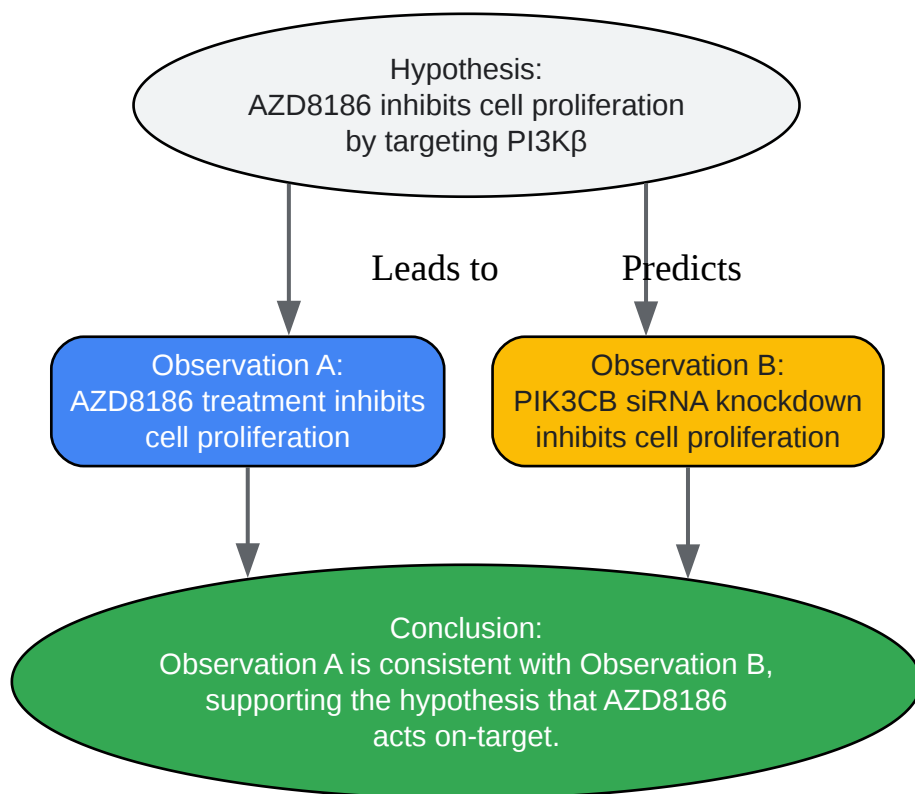 Hypothesis:
AZD8186 inhibits cell proliferation
by targeting PI3Kβ
Leads to
Predicts
Observation A:
AZD8186 treatment inhibits
cell proliferation
Observation B:
PIK3CB siRNA knockdown
inhibits cell proliferation
Conclusion:
Observation A is consistent with Observation B,
supporting the hypothesis that AZD8186
acts on-target.